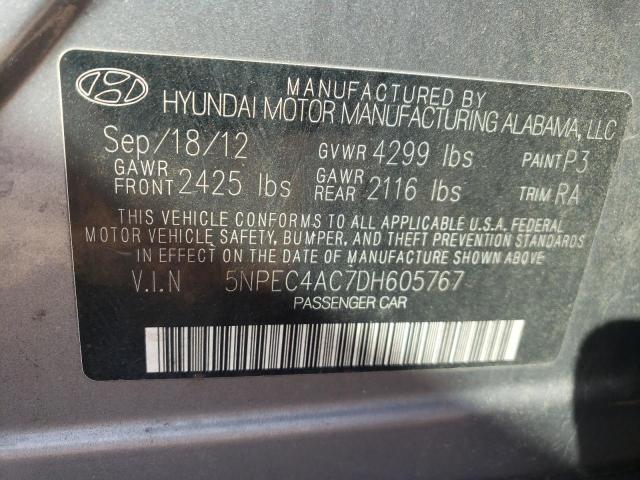 MANUFACTURED BY
HYUNDAI MOTOR MANUFACTURING ALABAMA, LLC
Sep/18/12 GVWR 4299 lbs PAINT P3
GAWR FRONT 2425 lbs GAWR REAR 2116 lbs TRIM RA
THIS VEHICLE CONFORMS TO ALL APPLICABLE U.S.A. FEDERAL
MOTOR VEHICLE SAFETY, BUMPER, AND THEFT PREVENTION STANDARDS
IN EFFECT ON THE DATE OF MANUFACTURE SHOWN ABOVE.
V.I.N 5NPEC4AC7DH605767
PASSENGER CAR